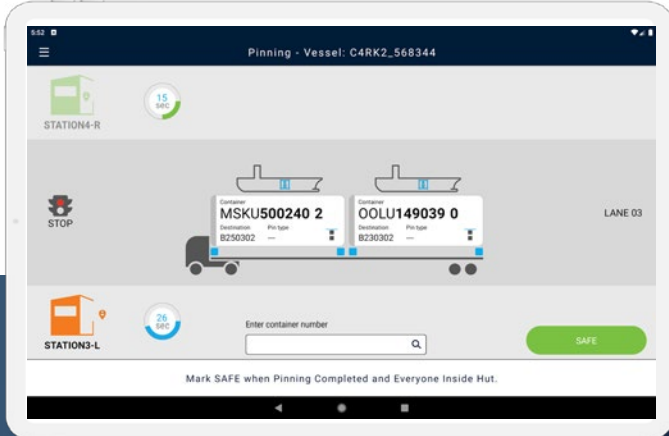 5:52
Pinning - Vessel: C4RK2_568344
15
sec
STATION4-R
STOP
Container
MSKU500240 2
Destination Pin type
B250302 —
Container
OOLU149039 0
Destination Pin type
B230302 —
LANE 03
STATION3-L
26
sec
Enter container number
SAFE
Mark SAFE when Pinning Completed and Everyone Inside Hut.